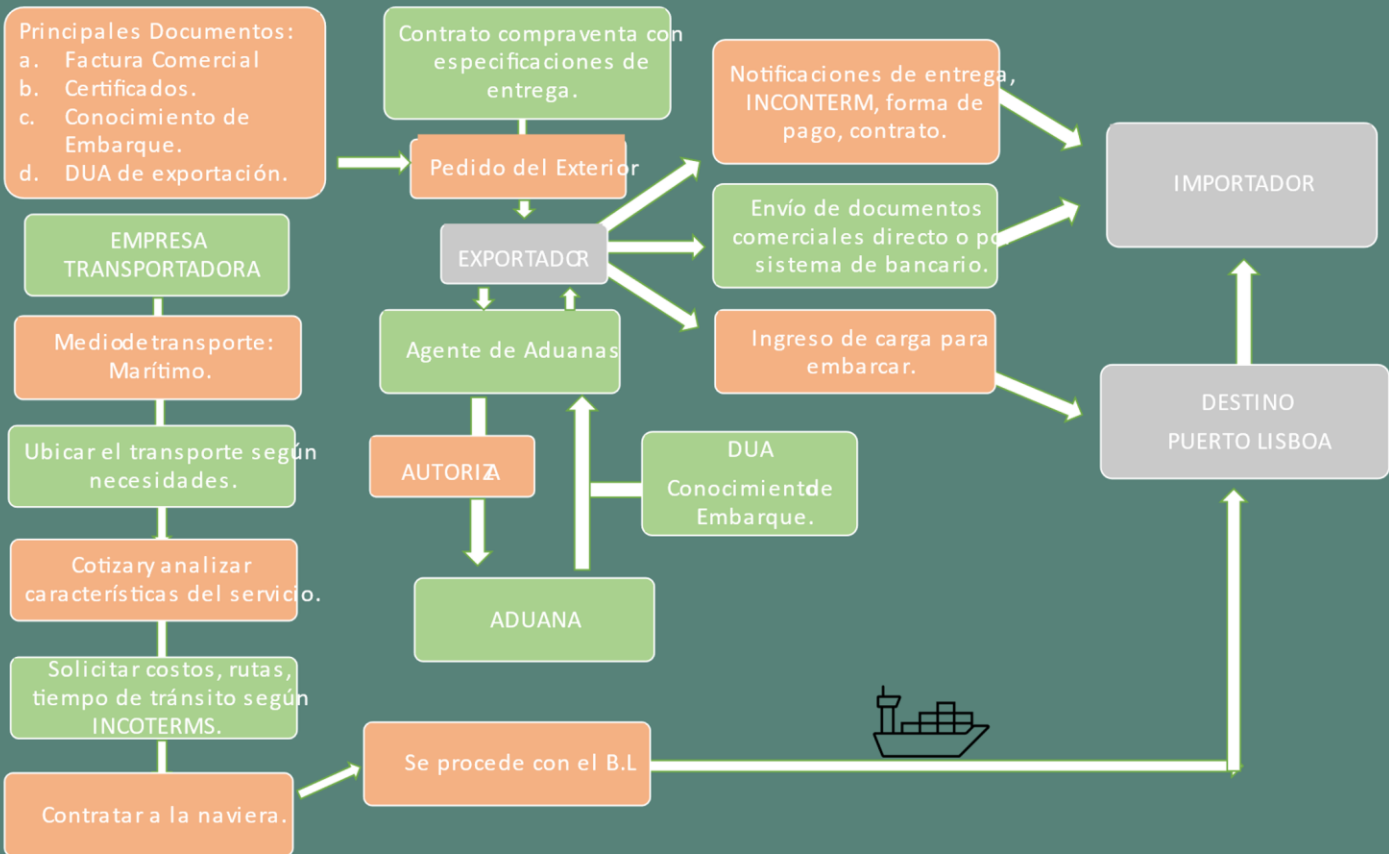 Principales Documentos:
a. Factura Comercial
b. Certificados.
c. Conocimiento de
Embarque.
d. DUA de exportación.
Contrato compraventa con
especificaciones de
entrega.
Pedido del Exterior
EXPORTADOR
Notificaciones de entrega,
INCONTERM, forma de
pago, contrato.
Envío de documentos
comerciales directo o por
sistema de bancario.
Ingreso de carga para
embarcar.
IMPORTADOR
DESTINO
PUERTO LISBOA
EMPRESA
TRANSPORTADORA
Medio de transporte:
Marítimo.
Ubicar el transporte según
necesidades.
Cotizar y analizar
características del servicio.
Solicitar costos, rutas,
tiempo de tránsito según
INCOTERMS.
Contratar a la naviera.
Agente de Aduanas
AUTORIZA
DUA
Conocimiento de
Embarque.
ADUANA
Se procede con el B.L